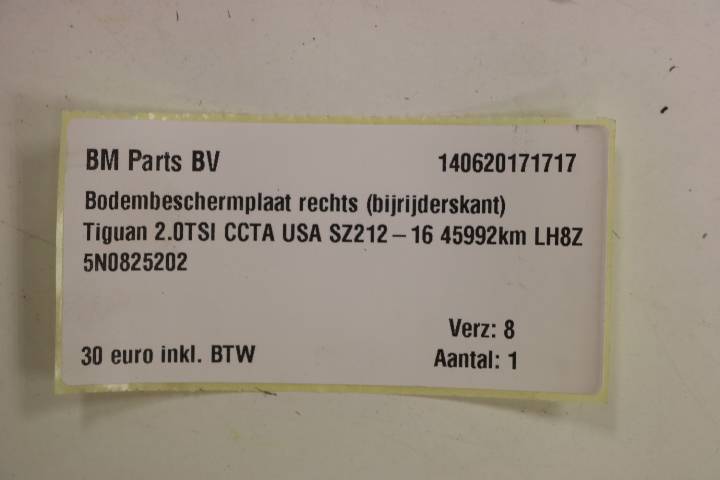 BM Parts BV 140620171717
Bodembeschermplaat rechts (bijrijderskant)
Tiguan 2.0TSI CCTA USA SZ212 – 16 45992km LH8Z
5N0825202
Verz: 8
30 euro inkl. BTW Aantal: 1